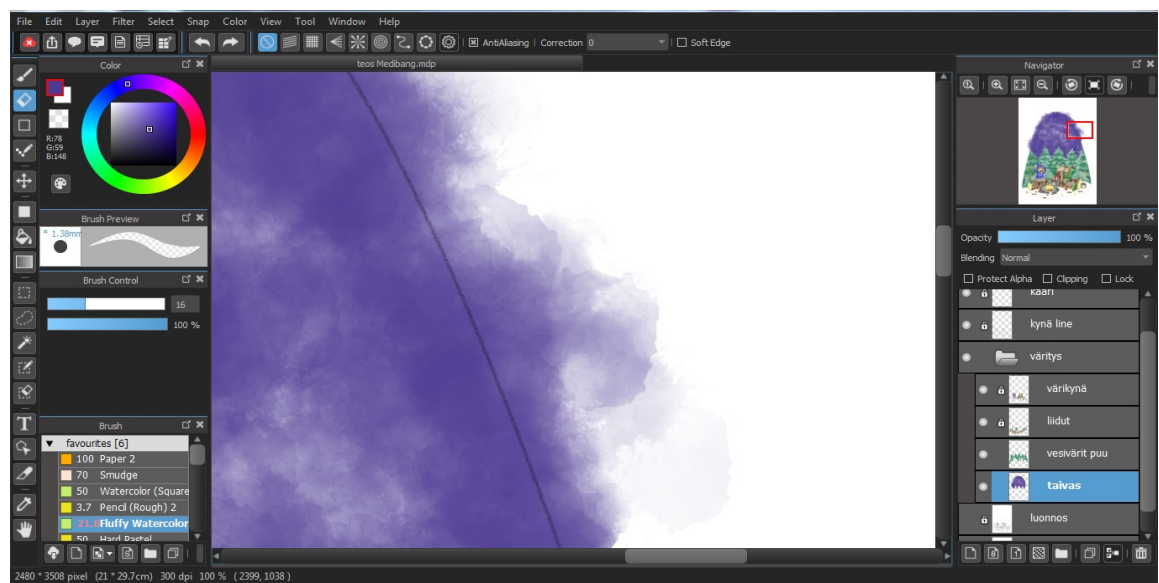 File Edit Layer Filter Select Snap Color View Tool Window Help
AntiAliasing Correction 0 Soft Edge
Color
teos Medibang.mdp
Navigator
R:78
G:59
B:148
Brush Preview
* 1.38mm
Brush Control
16
100 %
Layer
Opacity 100 %
Blending Normal
Protect Alpha Clipping Lock
kaari
kynä line
väritys
värikynä
liidut
vesivärit puu
taivas
luonnos
Brush
favourites [6]
100 Paper 2
70 Smudge
50 Watercolor (Square
3.7 Pencil (Rough) 2
21.8 Fluffy Watercolor
50 Hard Pastel
2480 * 3508 pixel (21 * 29.7cm) 300 dpi 100 % ( 2399, 1038 )